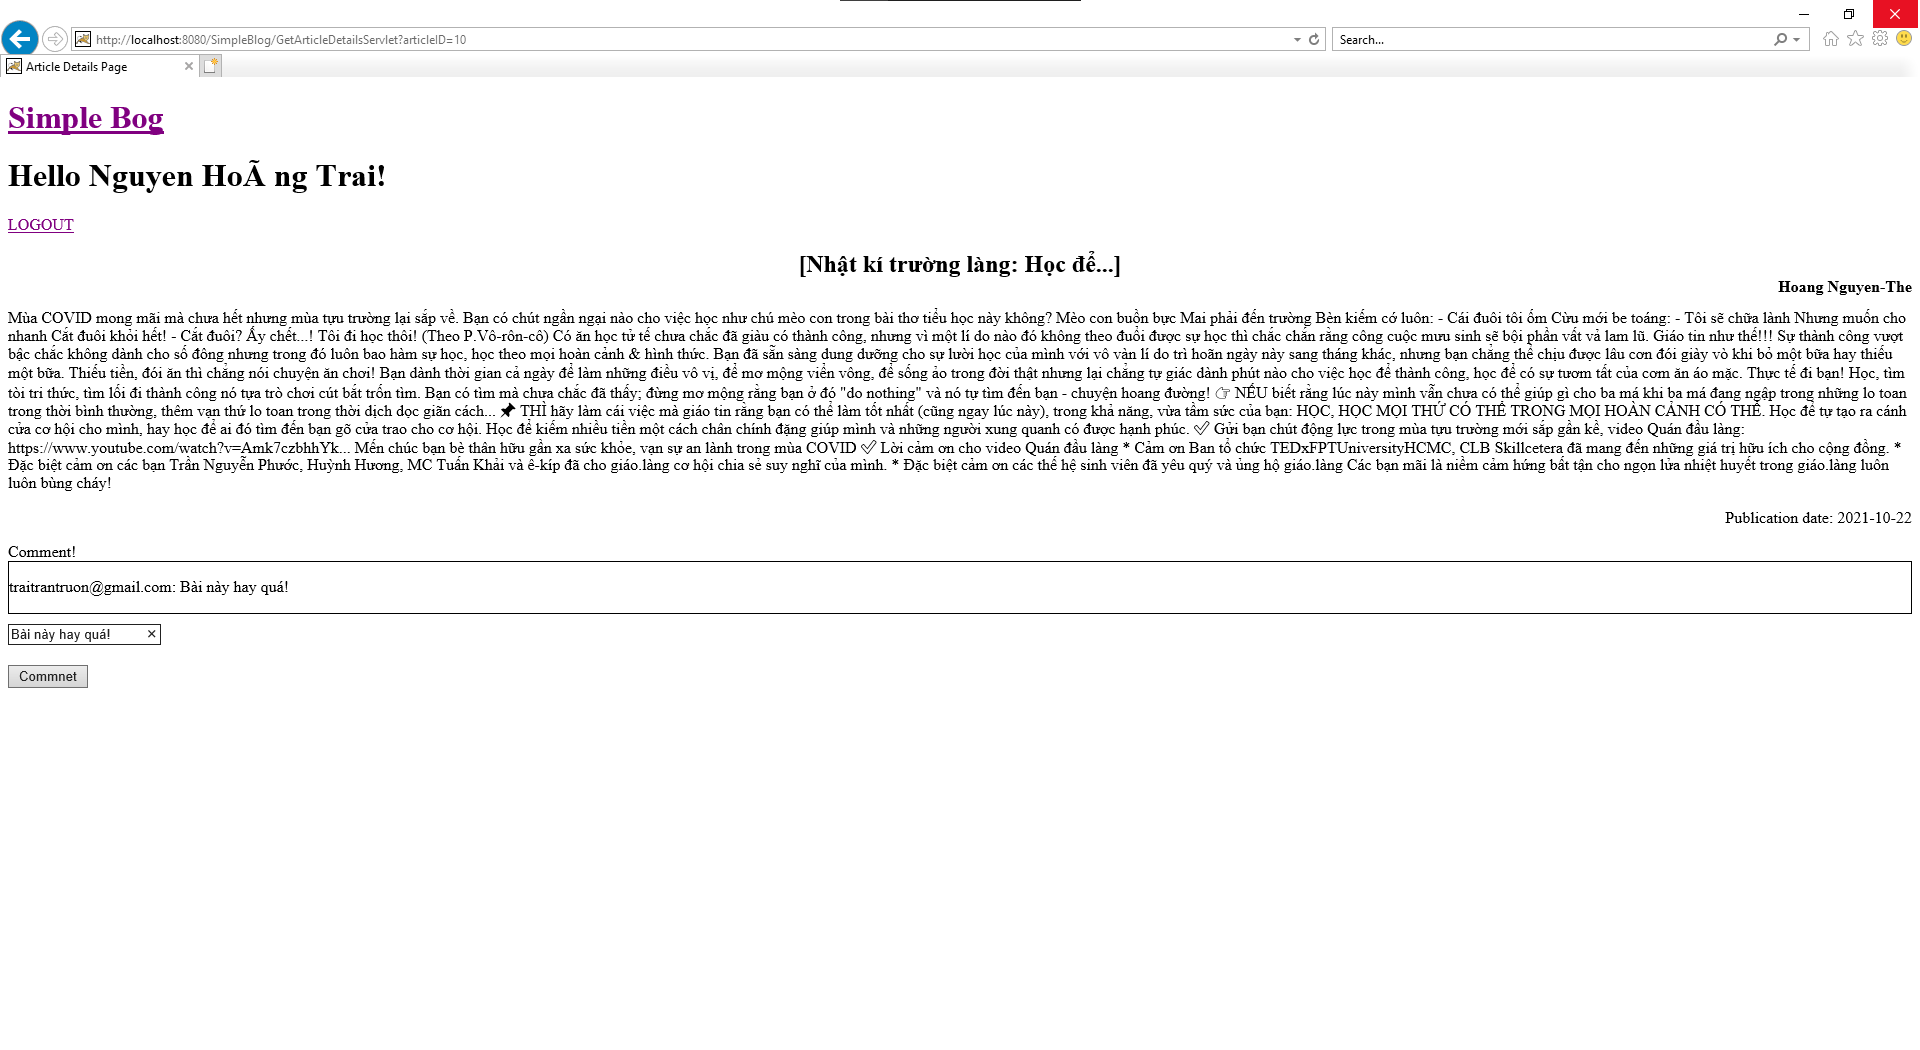 http://localhost:8080/SimpleBlog/GetArticleDetailsServlet?articleID=10
Search...
Article Details Page
Simple Bog
Hello Nguyen HoÃ ng Trai!
LOGOUT
[Nhật kí trường làng: Học để...]
Hoang Nguyen-The
Mùa COVID mong mãi mà chưa hết nhưng mùa tựu trường lại sắp về. Bạn có chút ngần ngại nào cho việc học như chú mèo con trong bài thơ tiểu học này không? Mèo con buồn bực Mai phải đến trường Bèn kiếm cớ luôn: - Cái đuôi tôi ốm Cừu mới be toáng: - Tôi sẽ chữa lành Nhưng muốn cho
nhanh Cắt đuôi khỏi hết! - Cắt đuôi? Ấy chết...! Tôi đi học thôi! (Theo P.Vô-rôn-cô) Có ăn học tử tế chưa chắc đã giàu có thành công, nhưng vì một lí do nào đó không theo đuổi được sự học thì chắc chắn rằng công cuộc mưu sinh sẽ bội phần vất vả lam lũ. Giáo tin như thế!!! Sự thành công vượt
bậc chắc không dành cho số đông nhưng trong đó luôn bao hàm sự học, học theo mọi hoàn cảnh & hình thức. Bạn đã sẵn sàng dung dưỡng cho sự lười học của mình với vô vàn lí do trì hoãn ngày này sang tháng khác, nhưng bạn chẳng thể chịu được lâu cơn đói giày vò khi bỏ một bữa hay thiếu
một bữa. Thiếu tiền, đói ăn thì chẳng nói chuyện ăn chơi! Bạn dành thời gian cả ngày để làm những điều vô vị, để mơ mộng viển vông, để sống ảo trong đời thật nhưng lại chẳng tự giác dành phút nào cho việc học để thành công, học để có sự tươm tất của cơm ăn áo mặc. Thực tế đi bạn! Học, tìm
tòi tri thức, tìm lối đi thành công nó tựa trò chơi cút bắt trốn tìm. Bạn có tìm mà chưa chắc đã thấy; đừng mơ mộng rằng bạn ở đó "do nothing" và nó tự tìm đến bạn - chuyện hoang đường! 👉 NẾU biết rằng lúc này mình vẫn chưa có thể giúp gì cho ba má khi ba má đang ngập trong những lo toan
trong thời bình thường, thêm vạn thứ lo toan trong thời dịch dọc giãn cách... 📌 THÌ hãy làm cái việc mà giáo tin rằng bạn có thể làm tốt nhất (cũng ngay lúc này), trong khả năng, vừa tầm sức của bạn: HỌC, HỌC MỌI THỨ CÓ THỂ TRONG MỌI HOÀN CẢNH CÓ THỂ. Học để tự tạo ra cánh
cửa cơ hội cho mình, hay học để ai đó tìm đến bạn gõ cửa trao cho cơ hội. Học để kiếm nhiều tiền một cách chân chính đặng giúp mình và những người xung quanh có được hạnh phúc. ✅ Gửi bạn chút động lực trong mùa tựu trường mới sắp gần kề, video Quán đầu làng:
https://www.youtube.com/watch?v=Amk7czbhhYk... Mến chúc bạn bè thân hữu gần xa sức khỏe, vạn sự an lành trong mùa COVID ✅ Lời cảm ơn cho video Quán đầu làng * Cảm ơn Ban tổ chức TEDxFPTUniversityHCMC, CLB Skillcetera đã mang đến những giá trị hữu ích cho cộng đồng. *
Đặc biệt cảm ơn các bạn Trần Nguyễn Phước, Huỳnh Hương, MC Tuấn Khải và ê-kíp đã cho giáo.làng cơ hội chia sẻ suy nghĩ của mình. * Đặc biệt cảm ơn các thế hệ sinh viên đã yêu quý và ủng hộ giáo.làng Các bạn mãi là niềm cảm hứng bất tận cho ngọn lửa nhiệt huyết trong giáo.làng luôn
luôn bùng cháy!
Publication date: 2021-10-22
Comment!
traitrantruon@gmail.com: Bài này hay quá!
Bài này hay quá!
Commnet